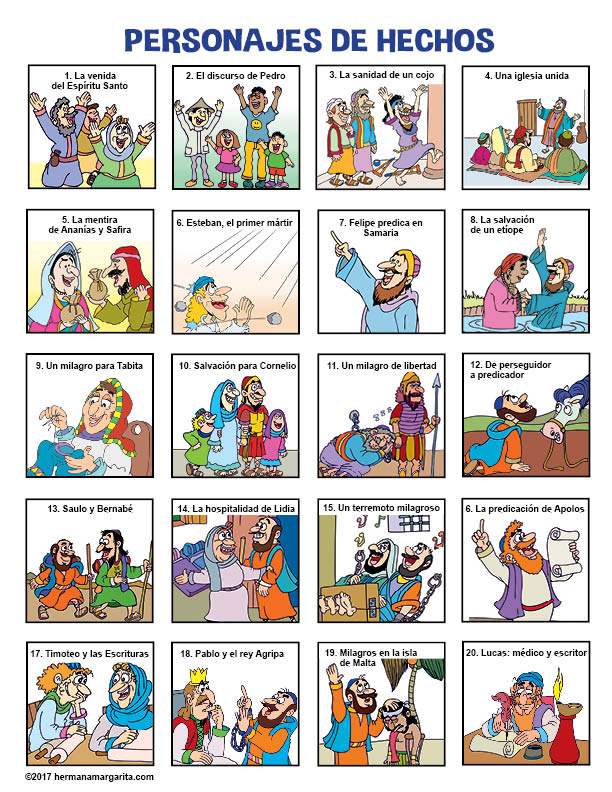 PERSONAJES DE HECHOS
1. La venida
del Espíritu Santo
2. El discurso de Pedro
3. La sanidad de un cojo
4. Una iglesia unida
5. La mentira
de Ananías y Safira
6. Esteban, el primer mártir
7. Felipe predica en
Samaria
8. La salvación
de un etíope
9. Un milagro para Tabita
10. Salvación para Cornelio
11. Un milagro de libertad
ZZZ
12. De perseguidor
a predicador
13. Saulo y Bernabé
14. La hospitalidad de Lidia
15. Un terremoto milagroso
6. La predicación de Apolos
17. Timoteo y las Escrituras
18. Pablo y el rey Agripa
19. Milagros en la isla
de Malta
20. Lucas: médico y escritor
©2017 hermanamargarita.com